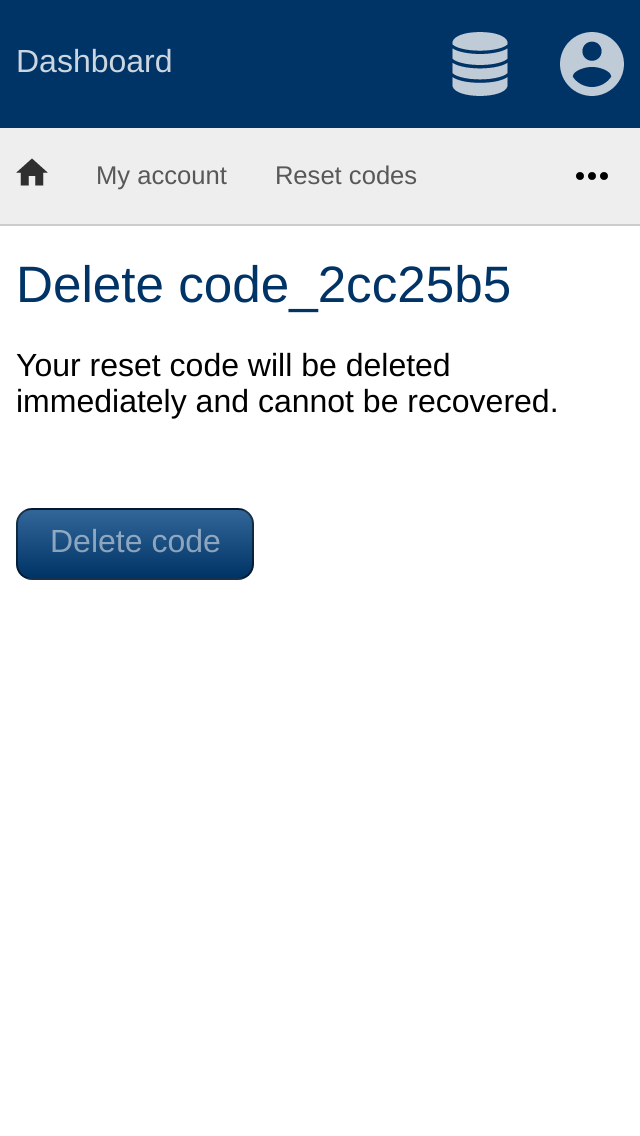 Dashboard
My account Reset codes
Delete code_2cc25b5
Your reset code will be deleted
immediately and cannot be recovered.
Delete code